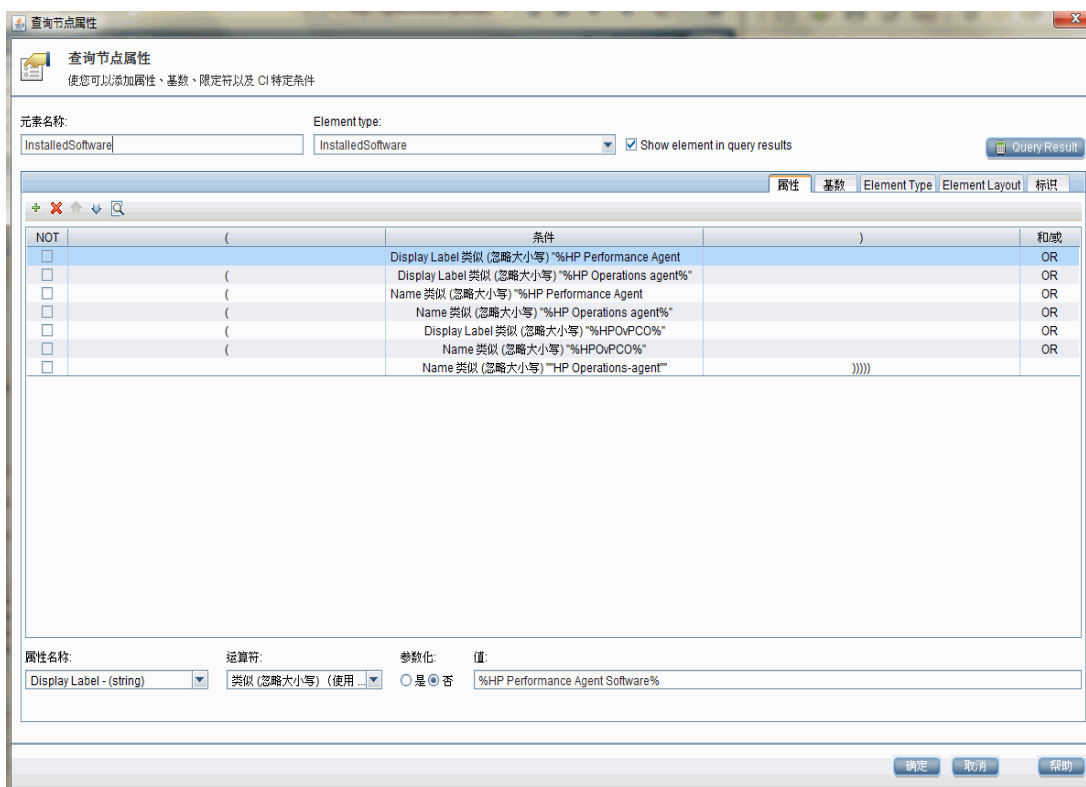 查询节点属性
查询节点属性
使您可以添加属性、基数、限定符以及 CI 特定条件
元素名称: Element type:
InstalledSoftware InstalledSoftware Show element in query results Query Result
属性 基数 Element Type Element Layout 标识
NOT ( 条件 ) 和/或
Display Label 类似 (忽略大小写) "%HP Performance Agent OR
( Display Label 类似 (忽略大小写) "%HP Operations agent%" OR
( Name 类似 (忽略大小写) "%HP Performance Agent OR
( Name 类似 (忽略大小写) "%HP Operations agent%" OR
( Display Label 类似 (忽略大小写) "%HPOvPCO%" OR
( Name 类似 (忽略大小写) "%HPOvPCO%" OR
Name 类似 (忽略大小写) ""HP Operations-agent"" )))))
属性名称: 运算符: 参数化: 值:
Display Label - (string) 类似 (忽略大小写) (使用 ... 是 否 %HP Performance Agent Software%
确定 取消 帮助